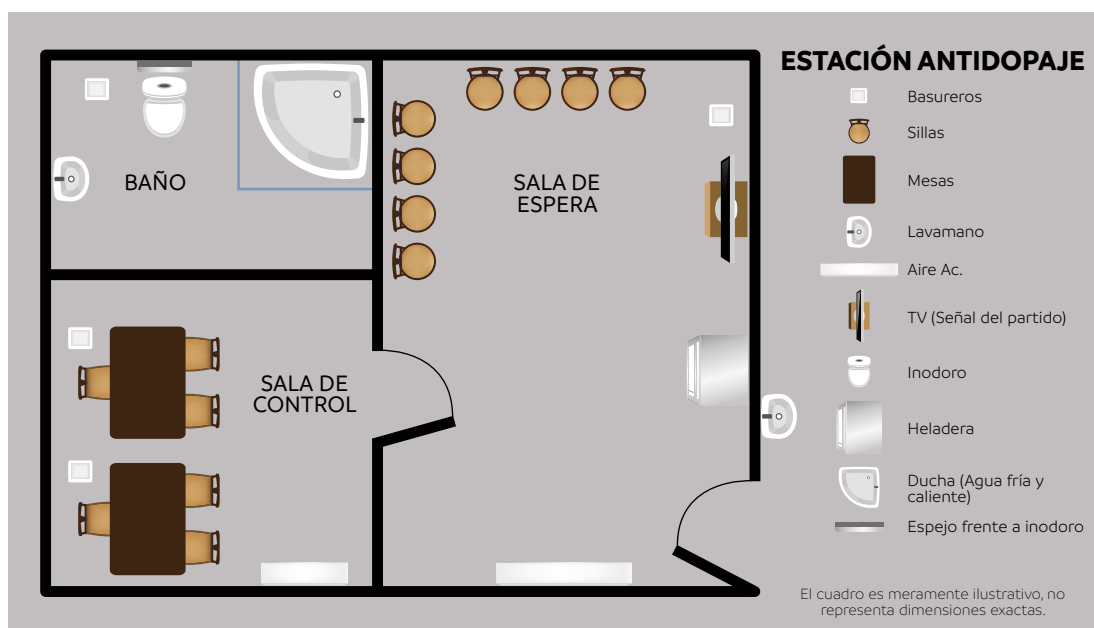 ESTACIÓN ANTIDOPAJE
Basureros
Sillas
Mesas
Lavamano
Aire Ac.
TV (Señal del partido)
Inodoro
Heladera
Ducha (Agua fría y
caliente)
Espejo frente a inodoro
El cuadro es meramente ilustrativo, no
representa dimensiones exactas.
BAÑO
SALA DE
ESPERA
SALA DE
CONTROL